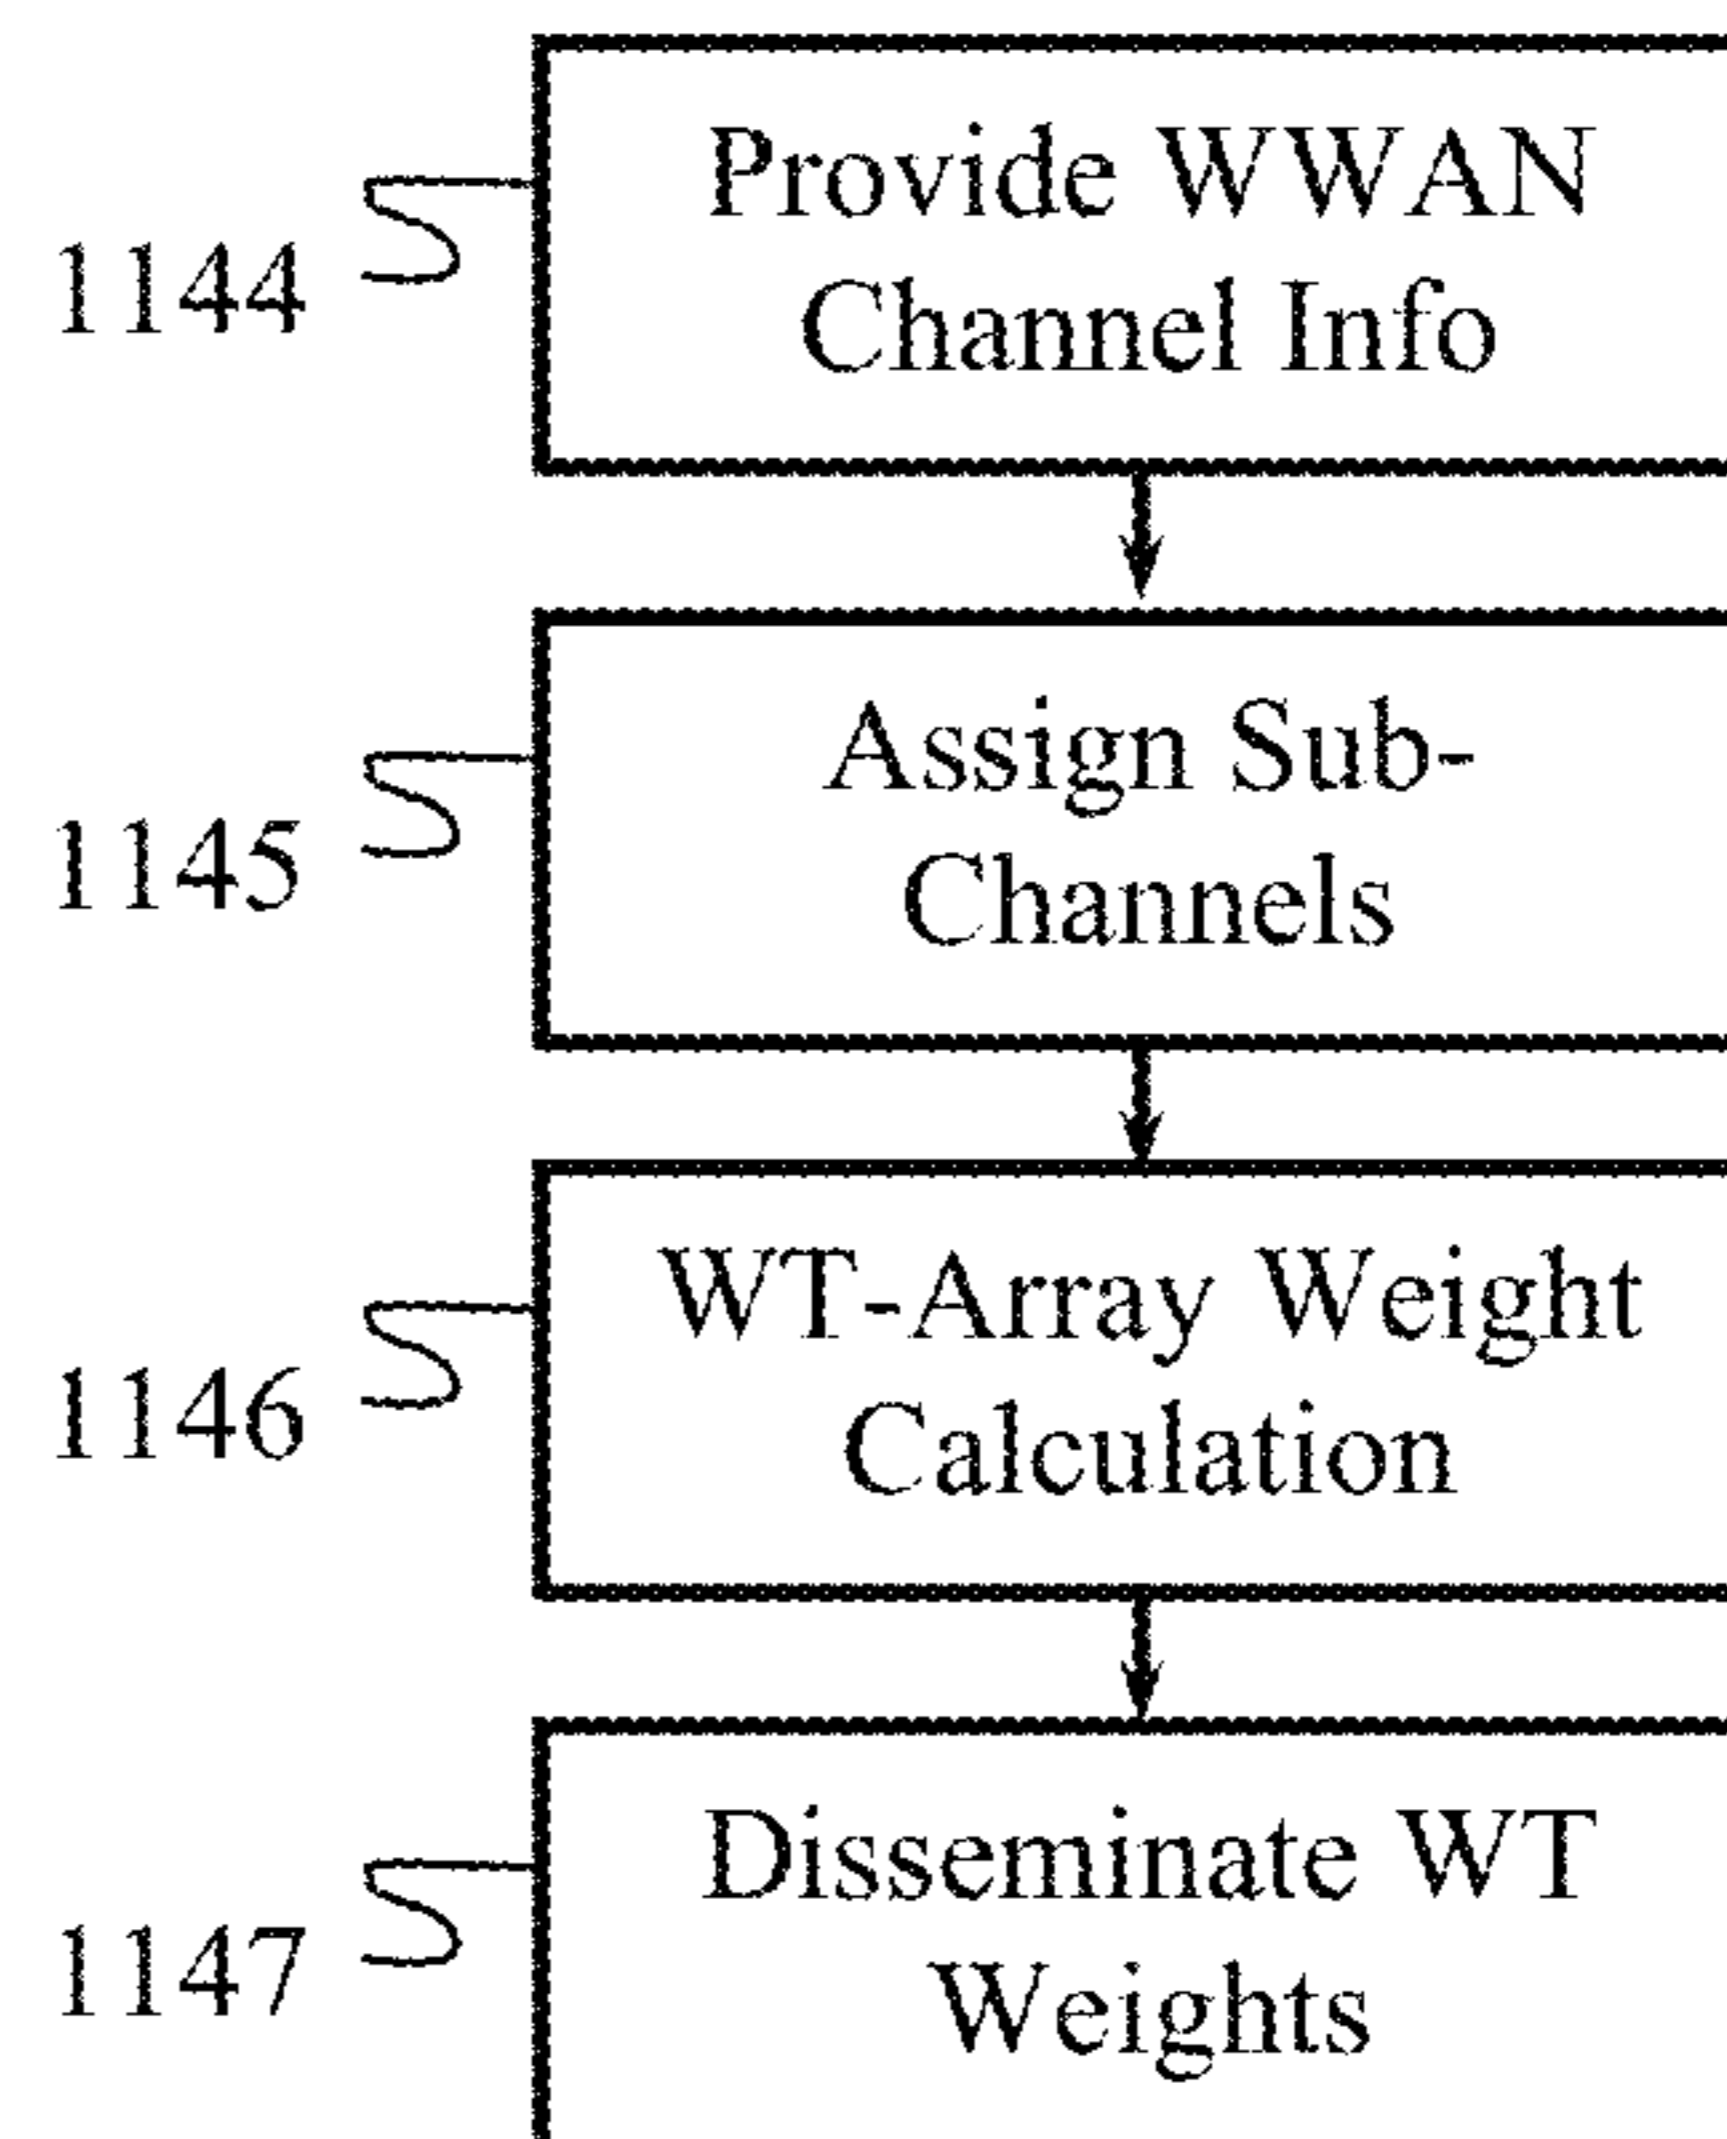 Provide WWAN
Channel Info
1144
Assign Sub-
Channels
1145
WT-Array Weight
Calculation
1146
Disseminate WT
Weights
1147